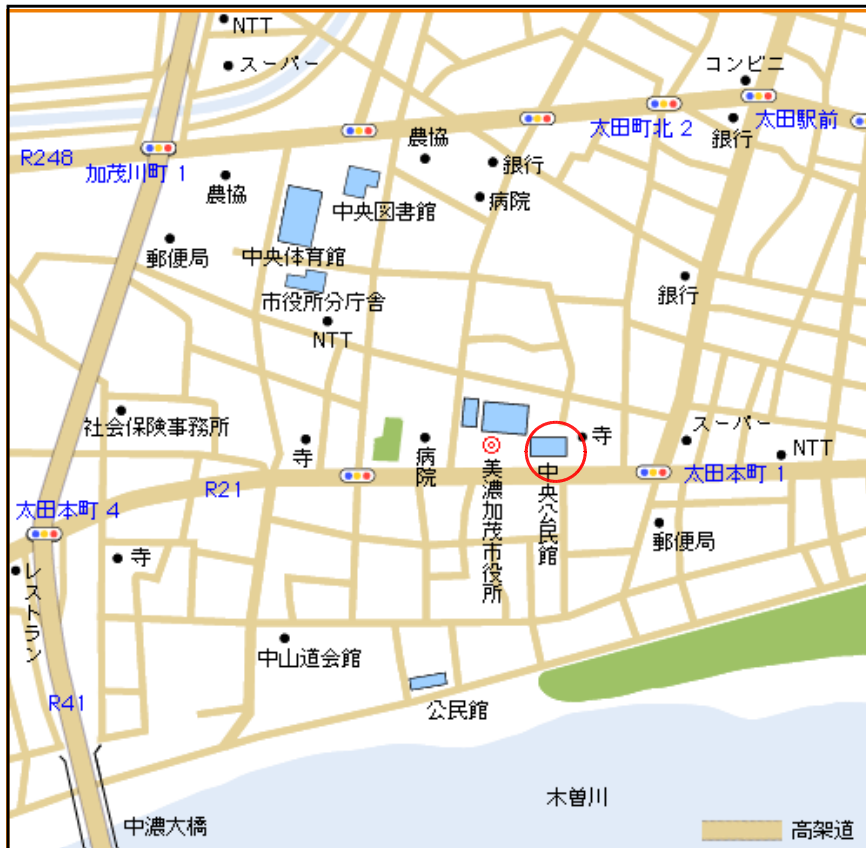 NTT
スーパー
コンビニ
太田町北 2
太田駅前
銀行
R248
加茂川町 1
農協
銀行
農協
病院
中央図書館
郵便局
中央体育館
市役所分庁舎
銀行
NTT
社会保険事務所
寺
病院
美濃加茂市役所
中央公民館
寺
スーパー
NTT
太田本町 1
R21
太田本町 4
寺
郵便局
レストラン
中山道会館
R41
公民館
木曽川
中濃大橋
高架道